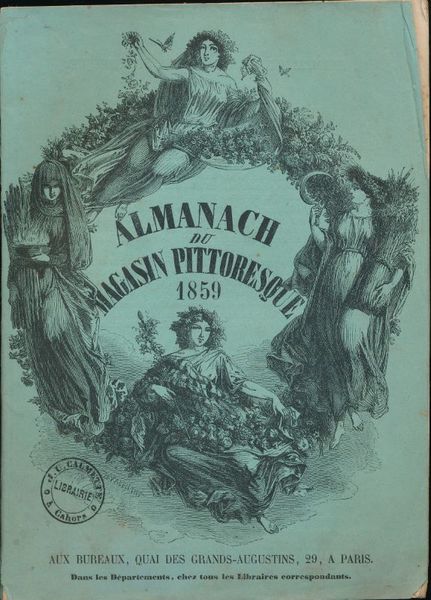 ALMANACH
DU
MAGASIN PITTORESQUE
1859
J. U. CALMETTE
LIBRAIRIE
à Cahors
AUX BUREAUX, QUAI DES GRANDS-AUGUSTINS, 29, A PARIS.
Dans les Départements, chez tous les Libraires correspondants.